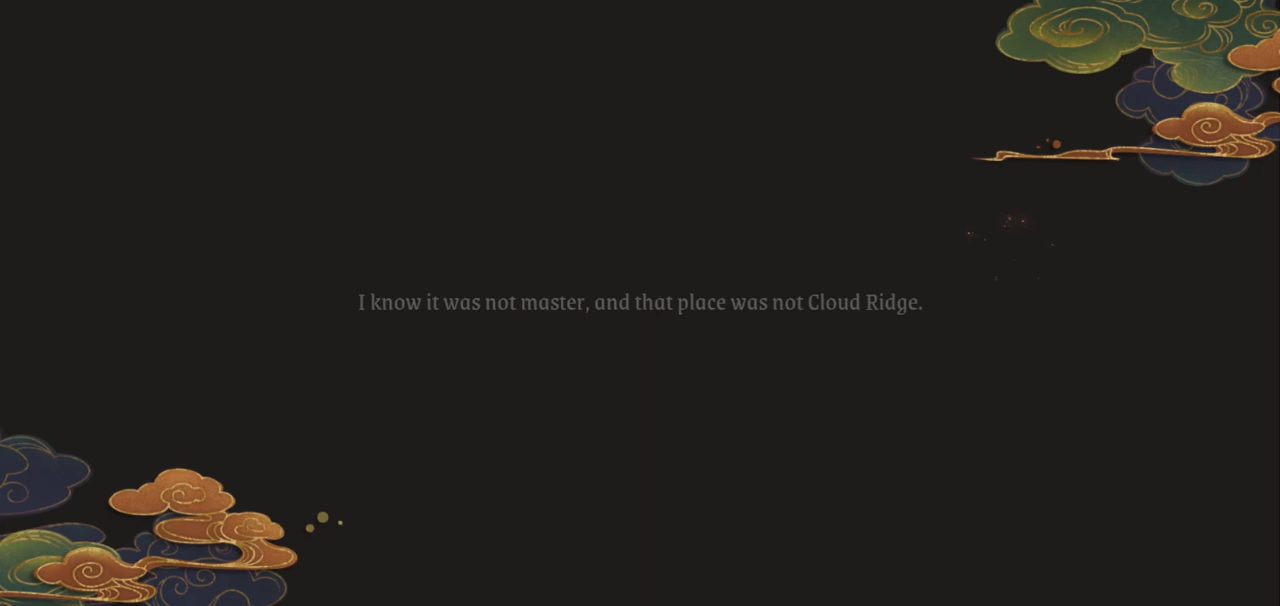 I know it was not master, and that place was not Cloud Ridge.